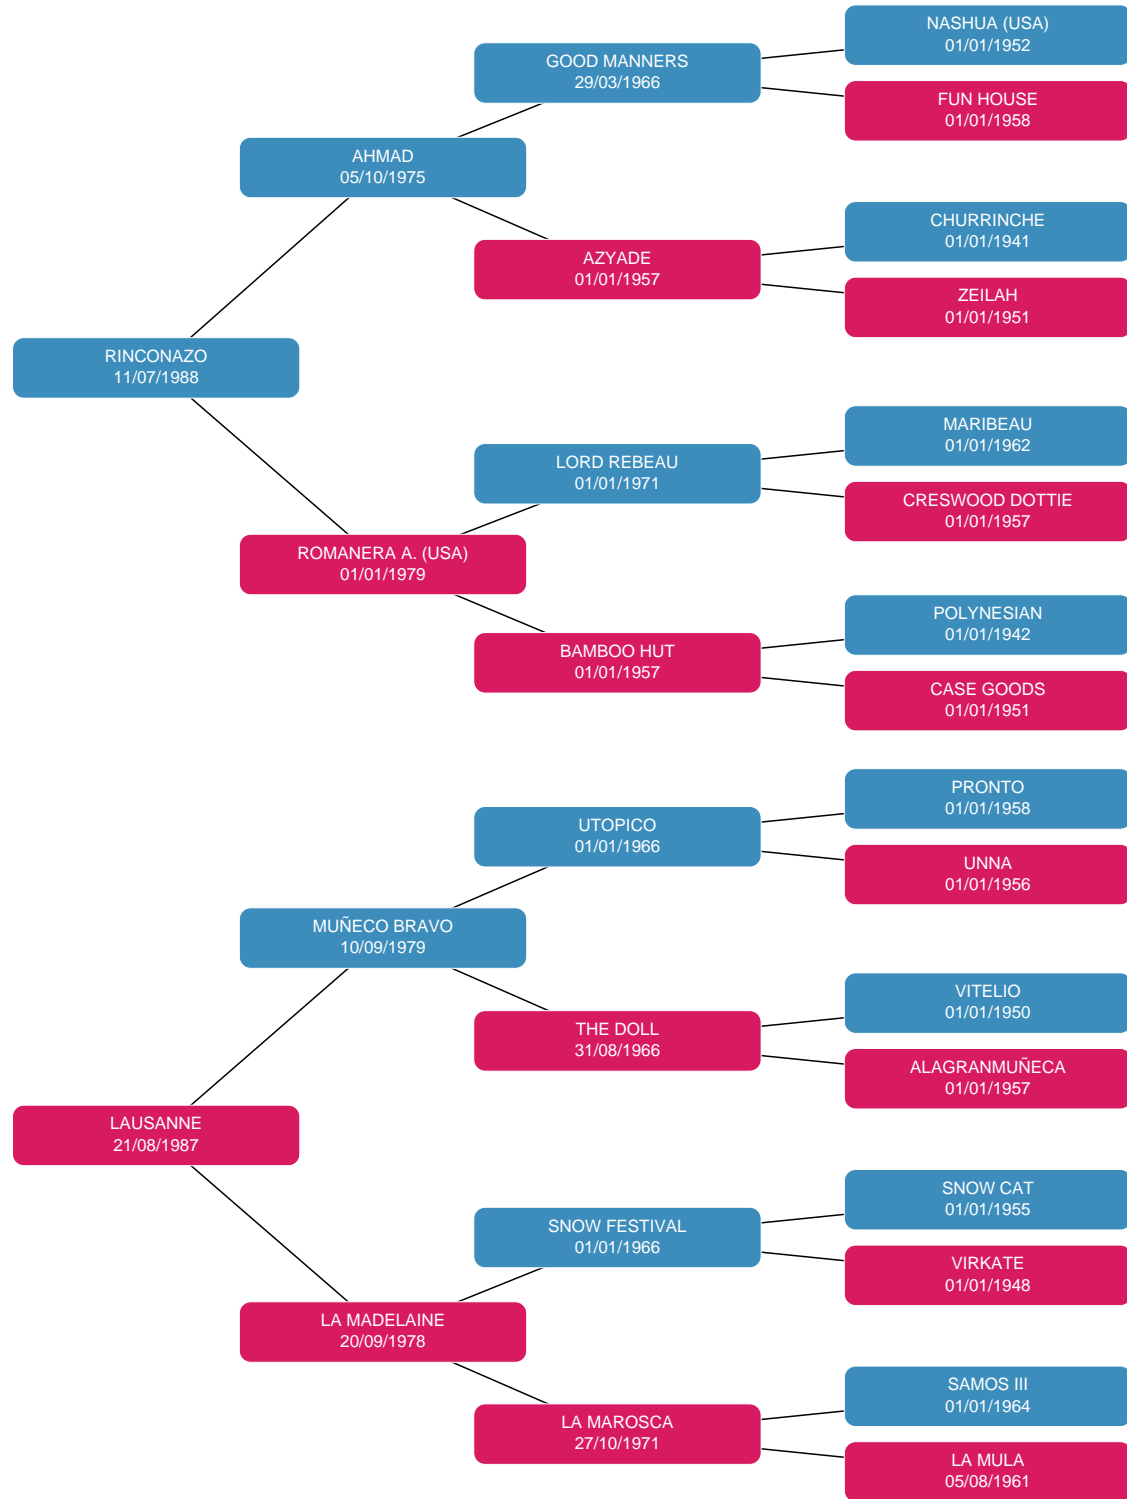 NASHUA (USA)
01/01/1952
GOOD MANNERS
29/03/1966
FUN HOUSE
01/01/1958
AHMAD
05/10/1975
CHURRINCHE
01/01/1941
AZYADE
01/01/1957
ZEILAH
01/01/1951
RINCONAZO
11/07/1988
MARIBEAU
01/01/1962
LORD REBEAU
01/01/1971
CRESWOOD DOTTIE
01/01/1957
ROMANERA A. (USA)
01/01/1979
POLYNESIAN
01/01/1942
BAMBOO HUT
01/01/1957
CASE GOODS
01/01/1951
PRONTO
01/01/1958
UTOPICO
01/01/1966
UNNA
01/01/1956
MUÑECO BRAVO
10/09/1979
VITELIO
01/01/1950
THE DOLL
31/08/1966
ALAGRANMUÑECA
01/01/1957
LAUSANNE
21/08/1987
SNOW CAT
01/01/1955
SNOW FESTIVAL
01/01/1966
VIRKATE
01/01/1948
LA MADELAINE
20/09/1978
SAMOS III
01/01/1964
LA MAROSCA
27/10/1971
LA MULA
05/08/1961